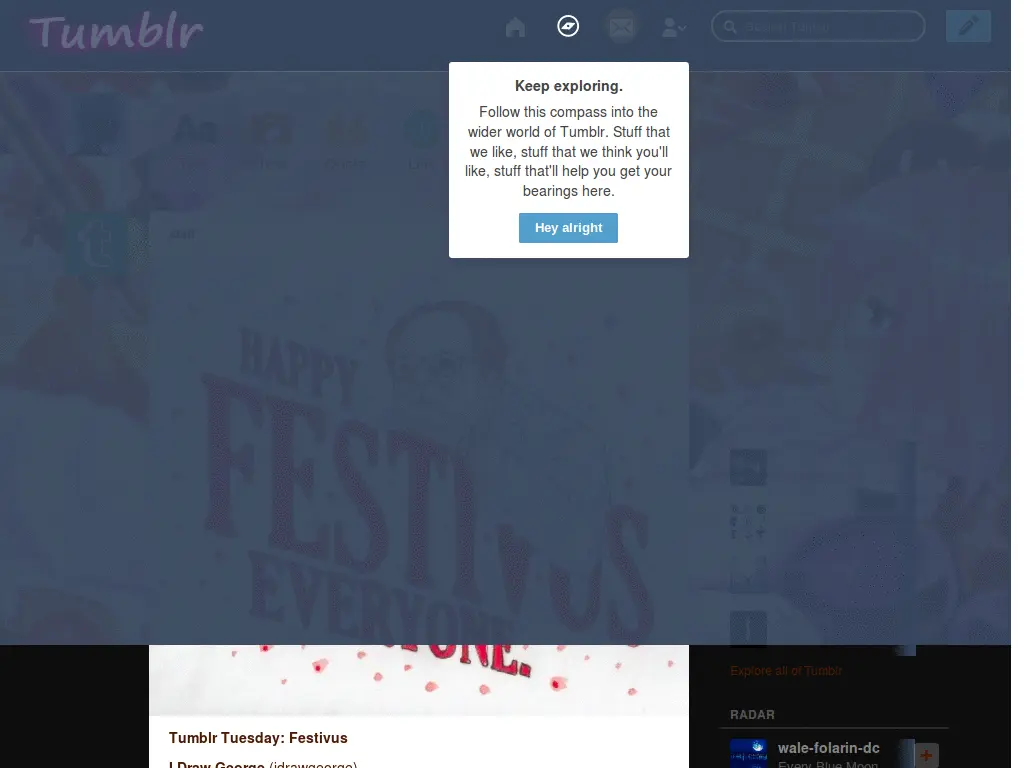 Tumblr
Search Tumblr
Keep exploring.
Follow this compass into the
wider world of Tumblr. Stuff that
we like, stuff that we think you'll
like, stuff that'll help you get your
bearings here.
Hey alright
Aa
staff
HAPPY
FESTIVUS
EVERYONE.
Explore all of Tumblr
RADAR
Tumblr Tuesday: Festivus
wale-folarin-dc
I Draw George (idrawgeorge)
Every Blue Moon